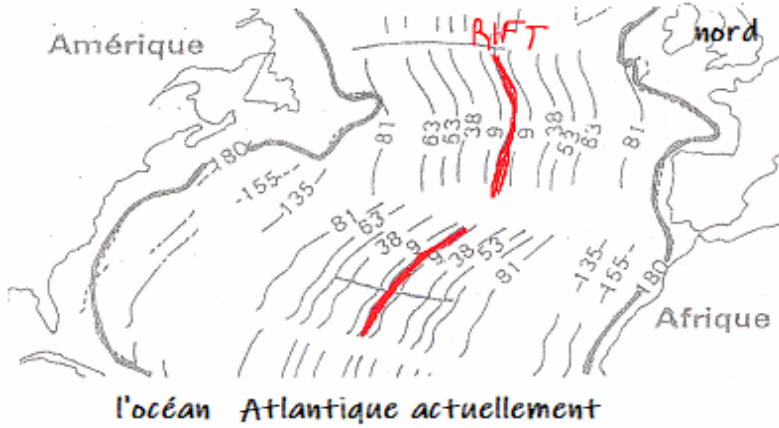 RIFT
Amérique
nord
81 63 53 38 9 9 38 53 63 81
180
-155-
-135-
81 63 38 9 9 38 53 81
-135-
-155-
180
Afrique
l'océan Atlantique actuellement